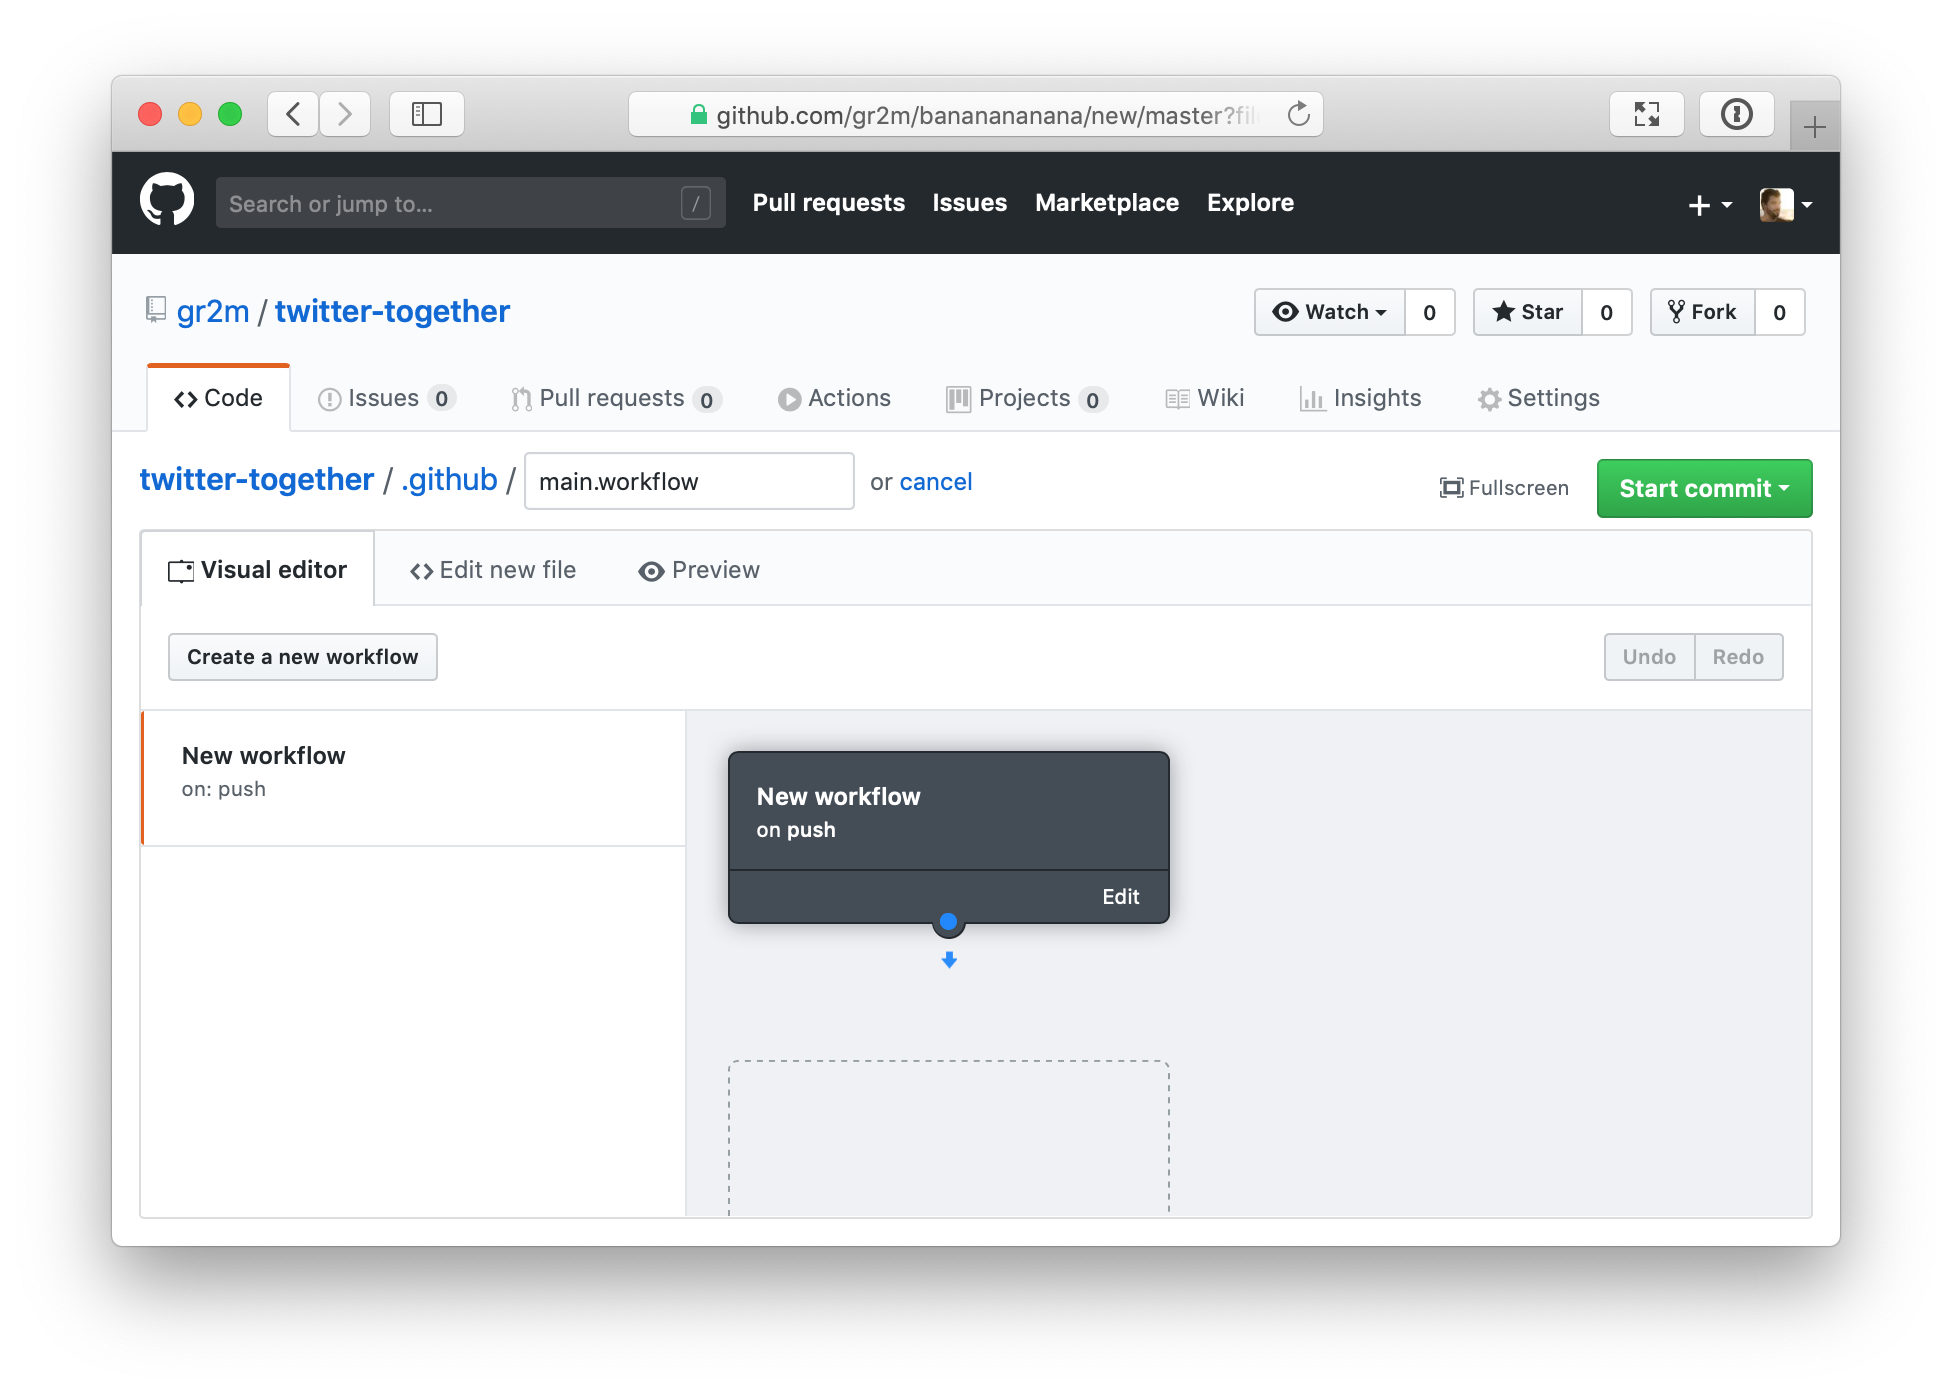 github.com/gr2m/banananana​na/new/master?fil
Search or jump to... /
Pull requests Issues Marketplace Explore
gr2m / twitter-together
Watch 0 Star 0 Fork 0
Code Issues 0 Pull requests 0 Actions Projects 0 Wiki Insights Settings
twitter-together / .github / main.workflow or cancel Fullscreen Start commit
Visual editor Edit new file Preview
Create a new workflow Undo Redo
New workflow
on: push
New workflow
on push
Edit